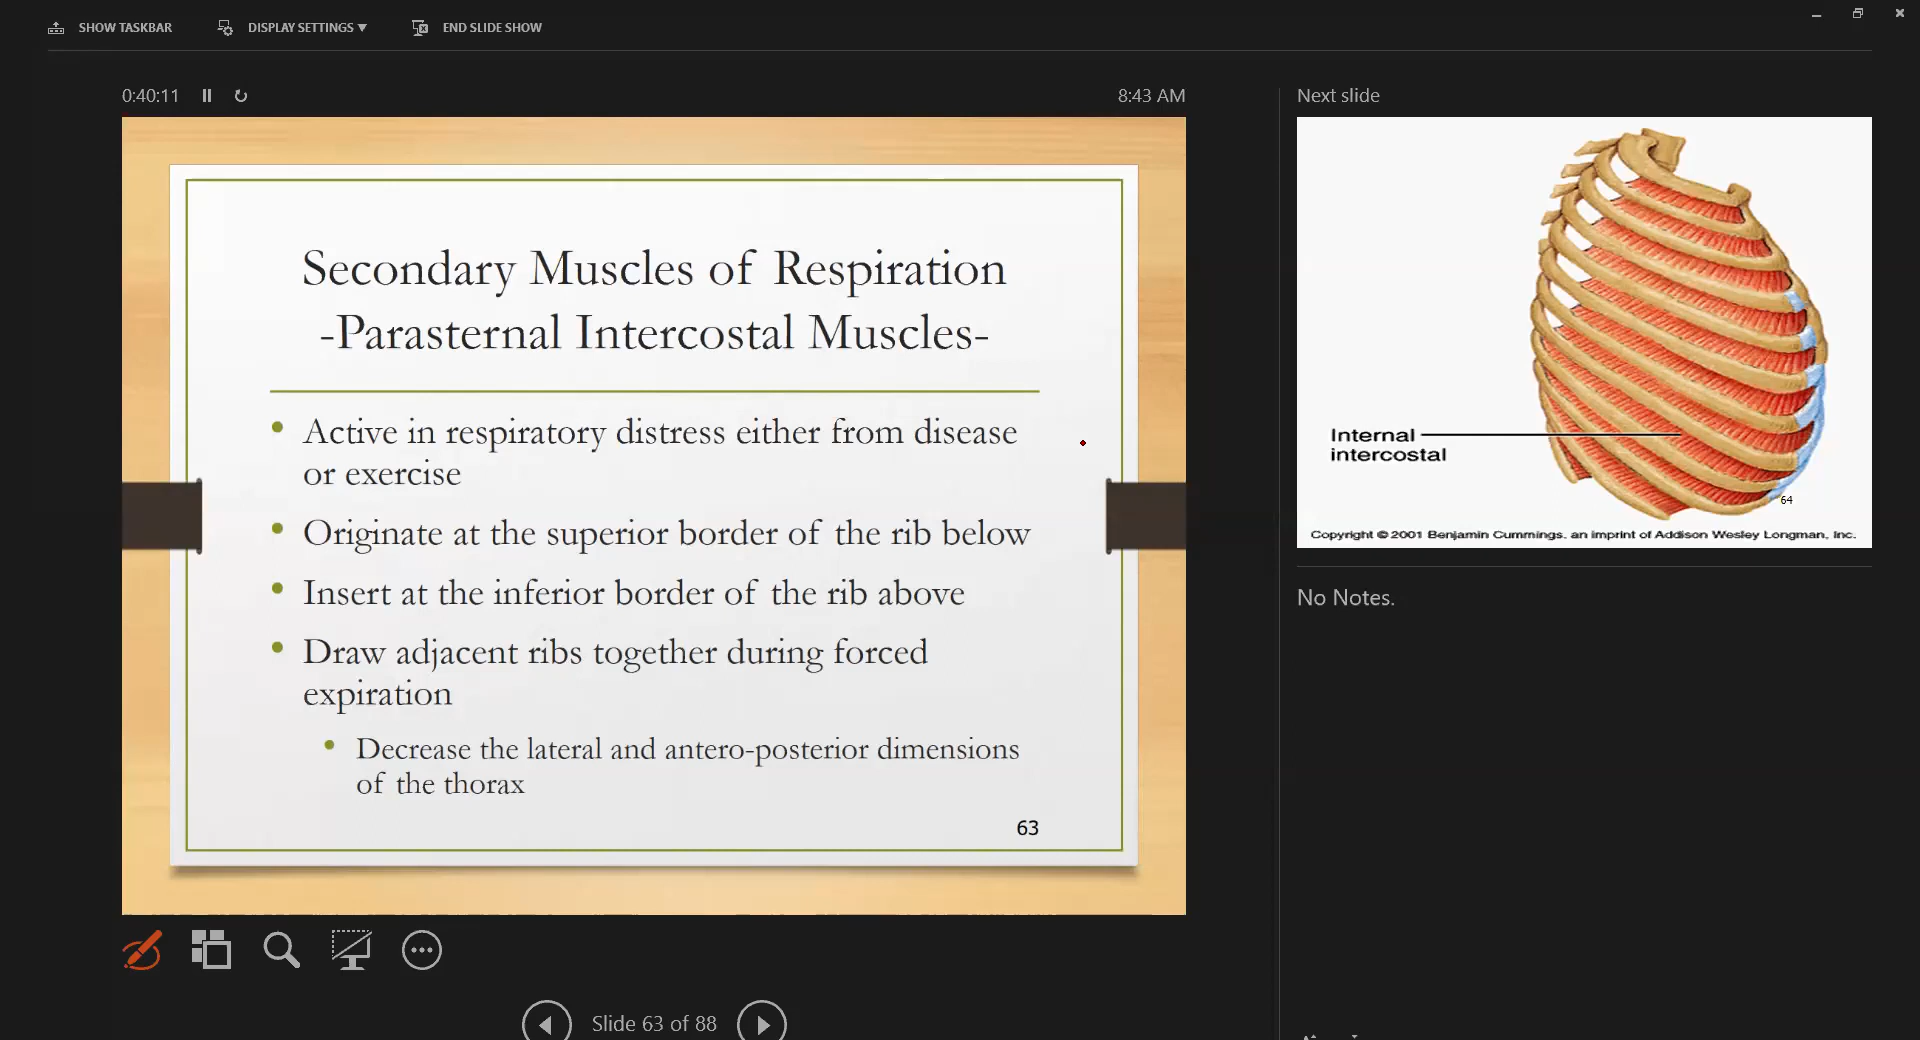 SHOW TASKBAR
DISPLAY SETTINGS ▼
END SLIDE SHOW
0:40:11
8:43 AM
Secondary Muscles of Respiration
-Parasternal Intercostal Muscles-
• Active in respiratory distress either from disease
or exercise
• Originate at the superior border of the rib below
• Insert at the inferior border of the rib above
• Draw adjacent ribs together during forced
expiration
• Decrease the lateral and antero-posterior dimensions
of the thorax
63
Slide 63 of 88
Next slide
Internal
intercostal
64
Copyright © 2001 Benjamin Cummings, an imprint of Addison Wesley Longman, Inc.
No Notes.